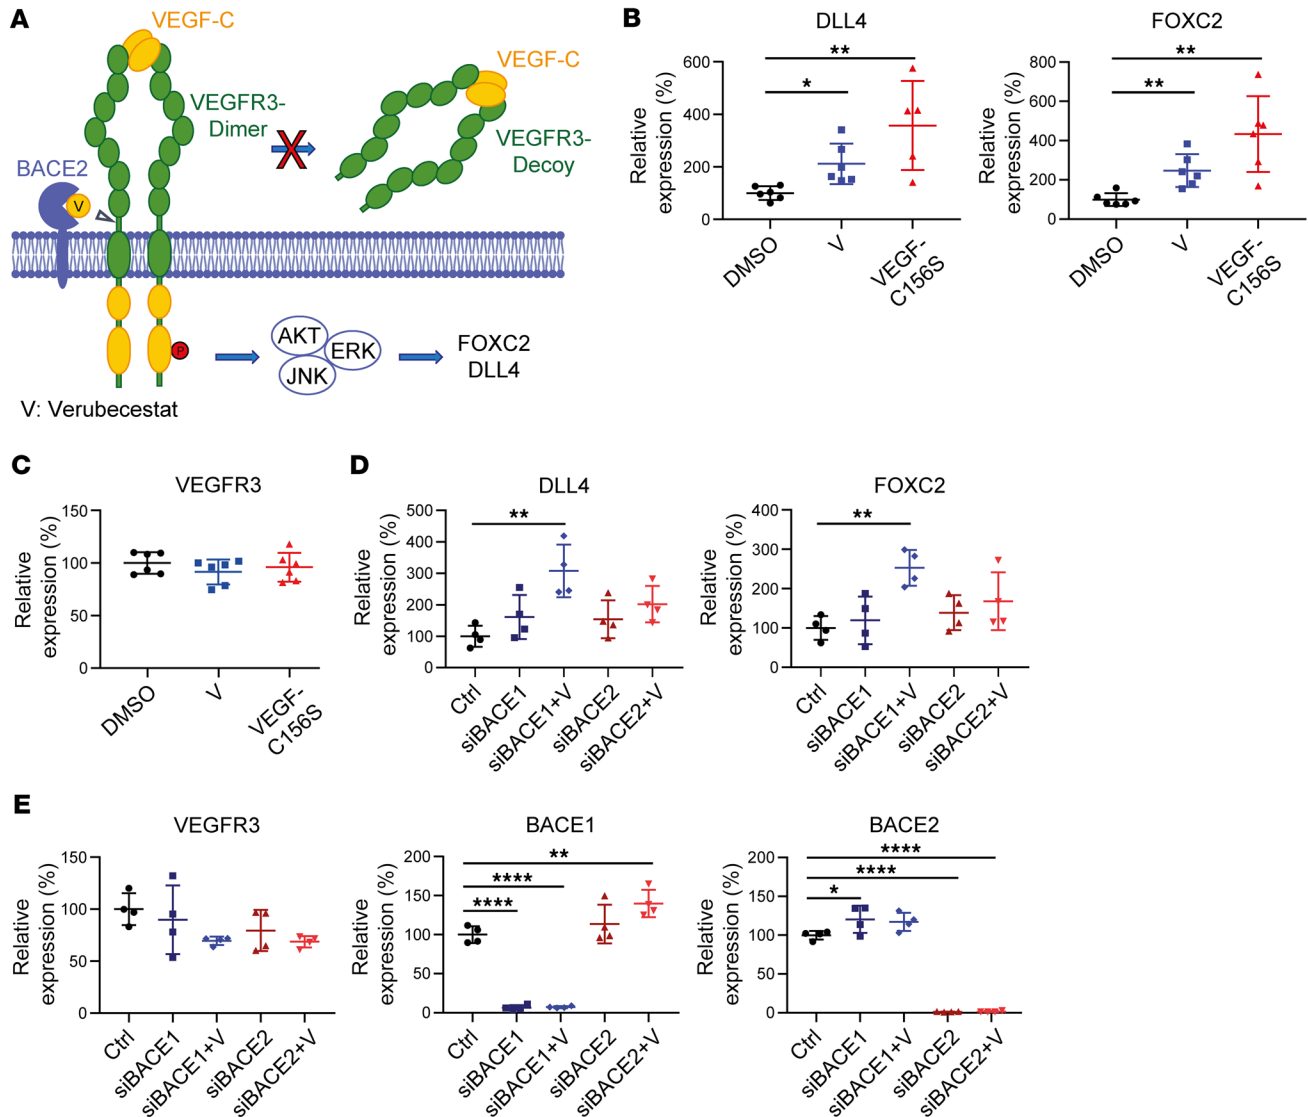 A
VEGF-C
VEGF-C
VEGFR3-
Dimer
VEGFR3-
Decoy
BACE2
V
X
P
AKT
ERK
JNK
FOXC2
DLL4
V: Verubecestat
B
DLL4
Relative
expression (%)
600
400
200
0
**
*
DMSO
V
VEGF-
C156S
FOXC2
Relative
expression (%)
800
600
400
200
0
**
**
DMSO
V
VEGF-
C156S
C
VEGFR3
Relative
expression (%)
150
100
50
0
DMSO
V
VEGF-
C156S
D
DLL4
Relative
expression (%)
500
400
300
200
100
0
**
Ctrl
siBACE1
siBACE1+V
siBACE2
siBACE2+V
FOXC2
Relative
expression (%)
400
300
200
100
0
**
Ctrl
siBACE1
siBACE1+V
siBACE2
siBACE2+V
E
VEGFR3
Relative
expression (%)
150
100
50
0
Ctrl
siBACE1
siBACE1+V
siBACE2
siBACE2+V
BACE1
Relative
expression (%)
200
150
100
50
0
**
****
****
Ctrl
siBACE1
siBACE1+V
siBACE2
siBACE2+V
BACE2
Relative
expression (%)
200
150
100
50
0
****
****
*
Ctrl
siBACE1
siBACE1+V
siBACE2
siBACE2+V